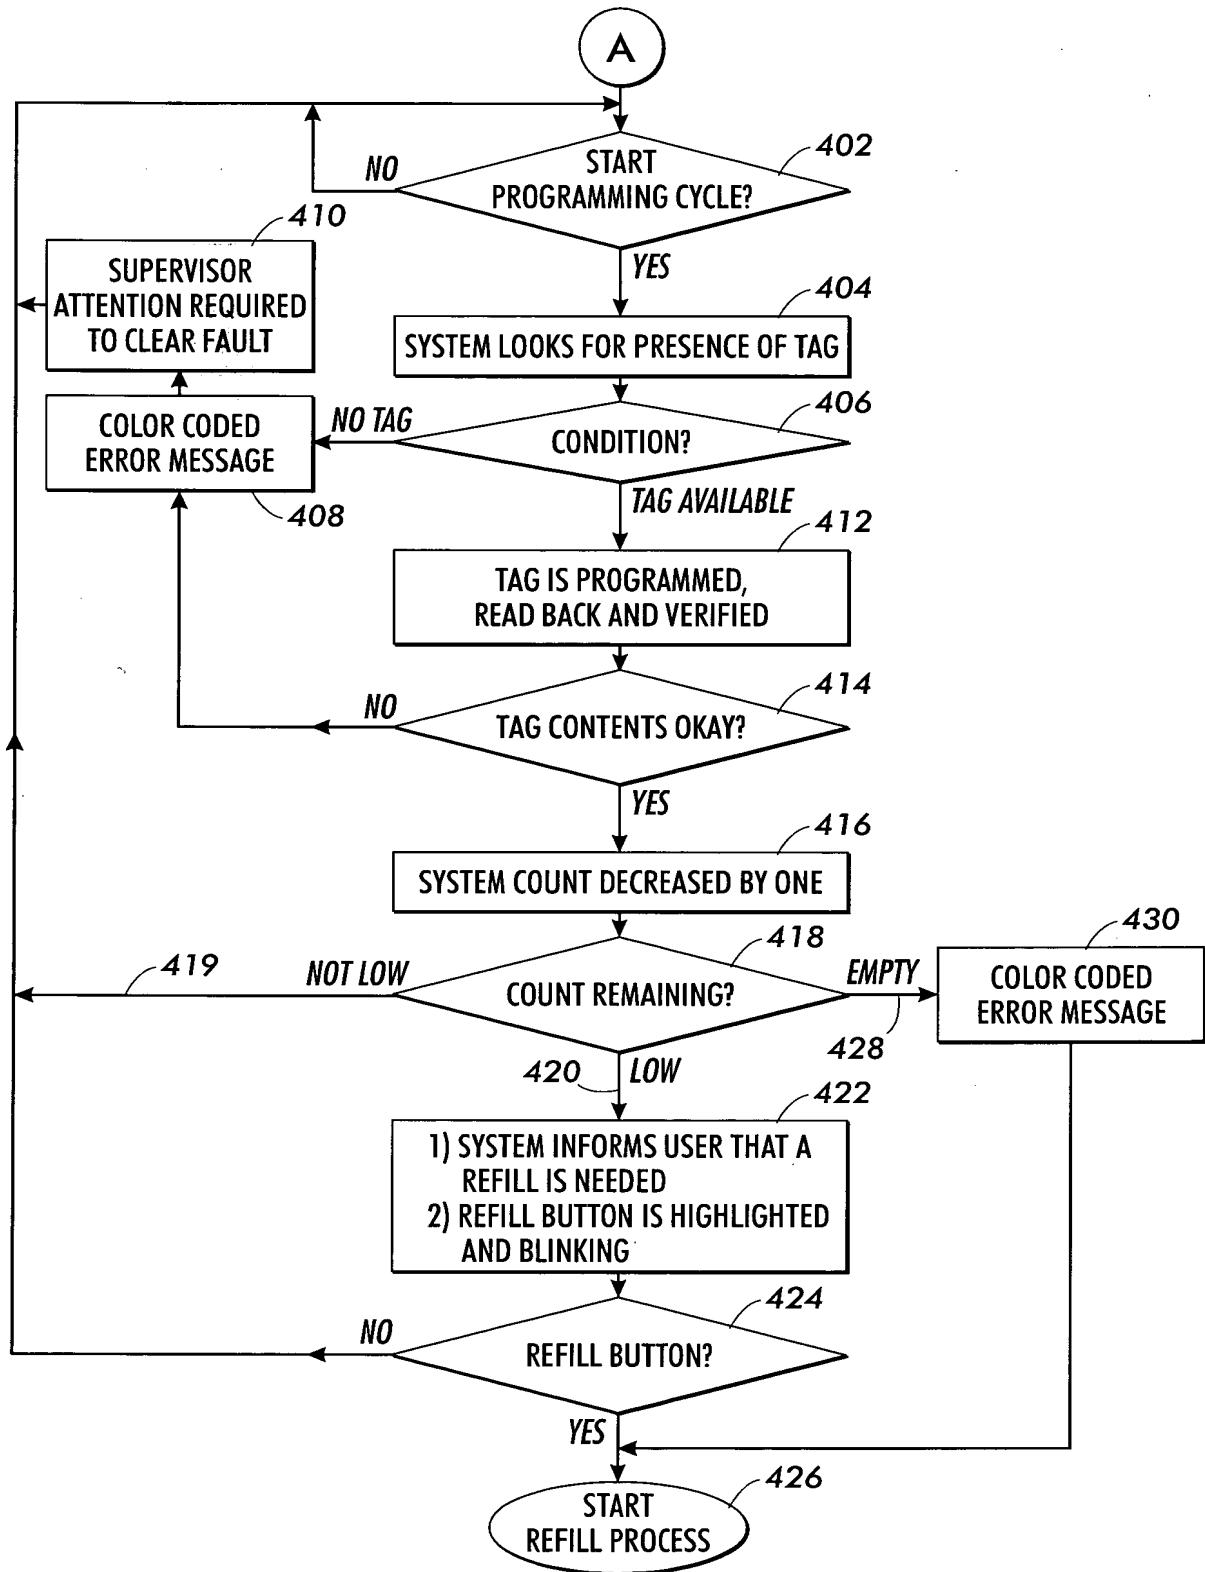 A
START
PROGRAMMING CYCLE?
402
NO
YES
410
SUPERVISOR
ATTENTION REQUIRED
TO CLEAR FAULT
404
SYSTEM LOOKS FOR PRESENCE OF TAG
406
CONDITION?
NO TAG
COLOR CODED
ERROR MESSAGE
408
TAG AVAILABLE
412
TAG IS PROGRAMMED,
READ BACK AND VERIFIED
414
TAG CONTENTS OKAY?
NO
YES
416
SYSTEM COUNT DECREASED BY ONE
418
COUNT REMAINING?
419
NOT LOW
EMPTY
428
430
COLOR CODED
ERROR MESSAGE
420
LOW
422
1) SYSTEM INFORMS USER THAT A
REFILL IS NEEDED
2) REFILL BUTTON IS HIGHLIGHTED
AND BLINKING
424
REFILL BUTTON?
NO
YES
426
START
REFILL PROCESS